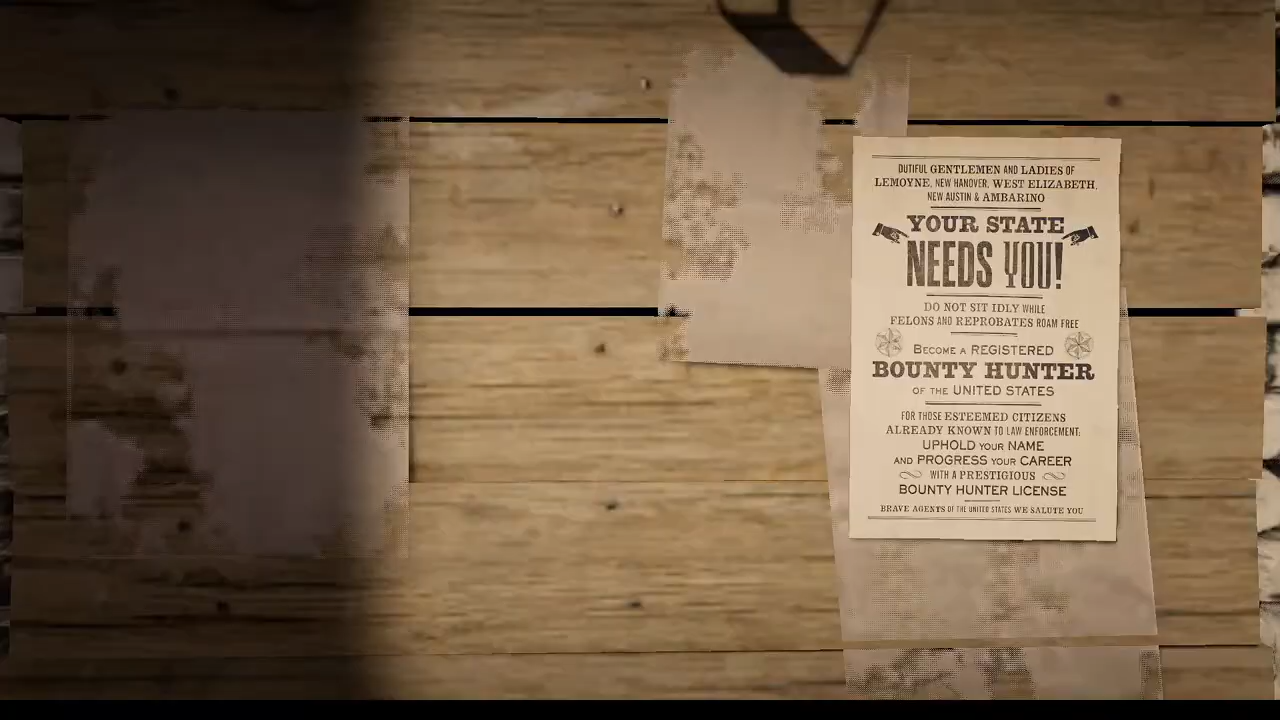 DUTIFUL GENTLEMEN AND LADIES OF
LEMOYNE, NEW HANOVER, WEST ELIZABETH,
NEW AUSTIN & AMBARINO
YOUR STATE
NEEDS YOU!
DO NOT SIT IDLY WHILE
FELONS AND REPROBATES ROAM FREE
BECOME A REGISTERED
BOUNTY HUNTER
OF THE UNITED STATES
FOR THOSE ESTEEMED CITIZENS
ALREADY KNOWN TO LAW ENFORCEMENT:
UPHOLD YOUR NAME
AND PROGRESS YOUR CAREER
WITH A PRESTIGIOUS
BOUNTY HUNTER LICENSE
BRAVE AGENTS OF THE UNITED STATES WE SALUTE YOU